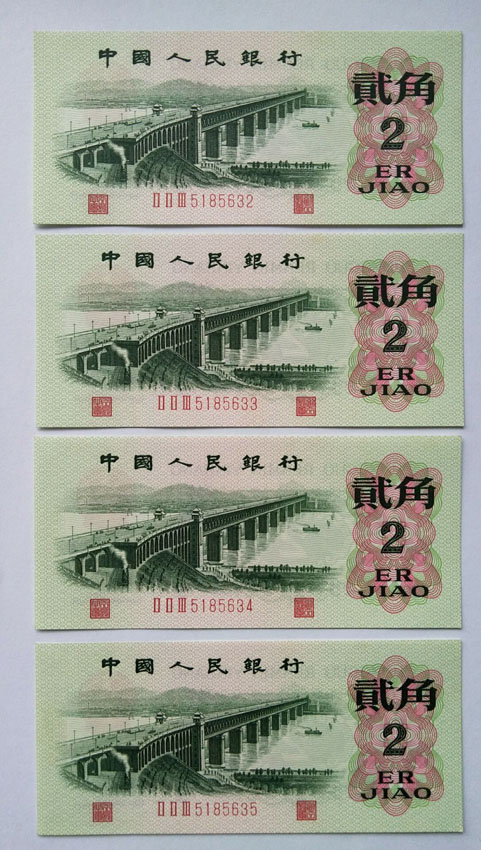 中國人民銀行
貳角
2
ER
JIAO
ⅡⅡⅢ5185632
中國人民銀行
貳角
2
ER
JIAO
ⅡⅡⅢ5185633
中國人民銀行
貳角
2
ER
JIAO
ⅡⅡⅢ5185634
中國人民銀行
貳角
2
ER
JIAO
ⅡⅡⅢ5185635